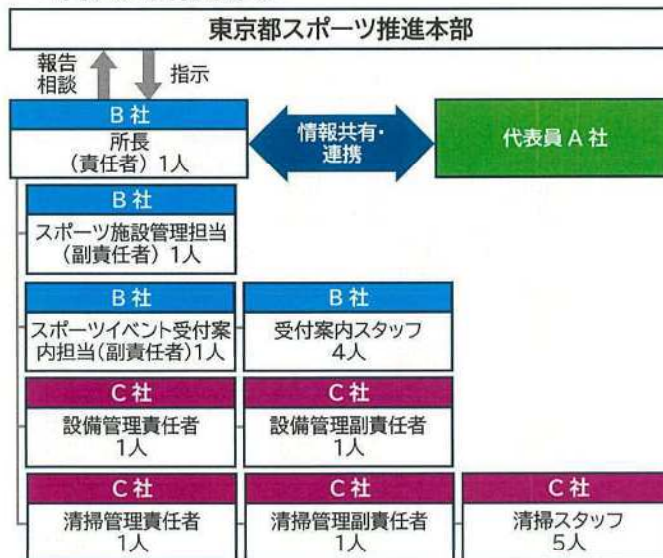 東京都スポーツ推進本部
報告
相談
指示
B社
所長
(責任者) 1人
情報共有・
連携
代表員A社
B社
スポーツ施設管理担当
(副責任者) 1人
B社
スポーツイベント受付案
内担当(副責任者)1人
B社
受付案内スタッフ
4人
C社
設備管理責任者
1人
C社
設備管理副責任者
1人
C社
清掃管理責任者
1人
C社
清掃管理副責任者
1人
C社
清掃スタッフ
5人